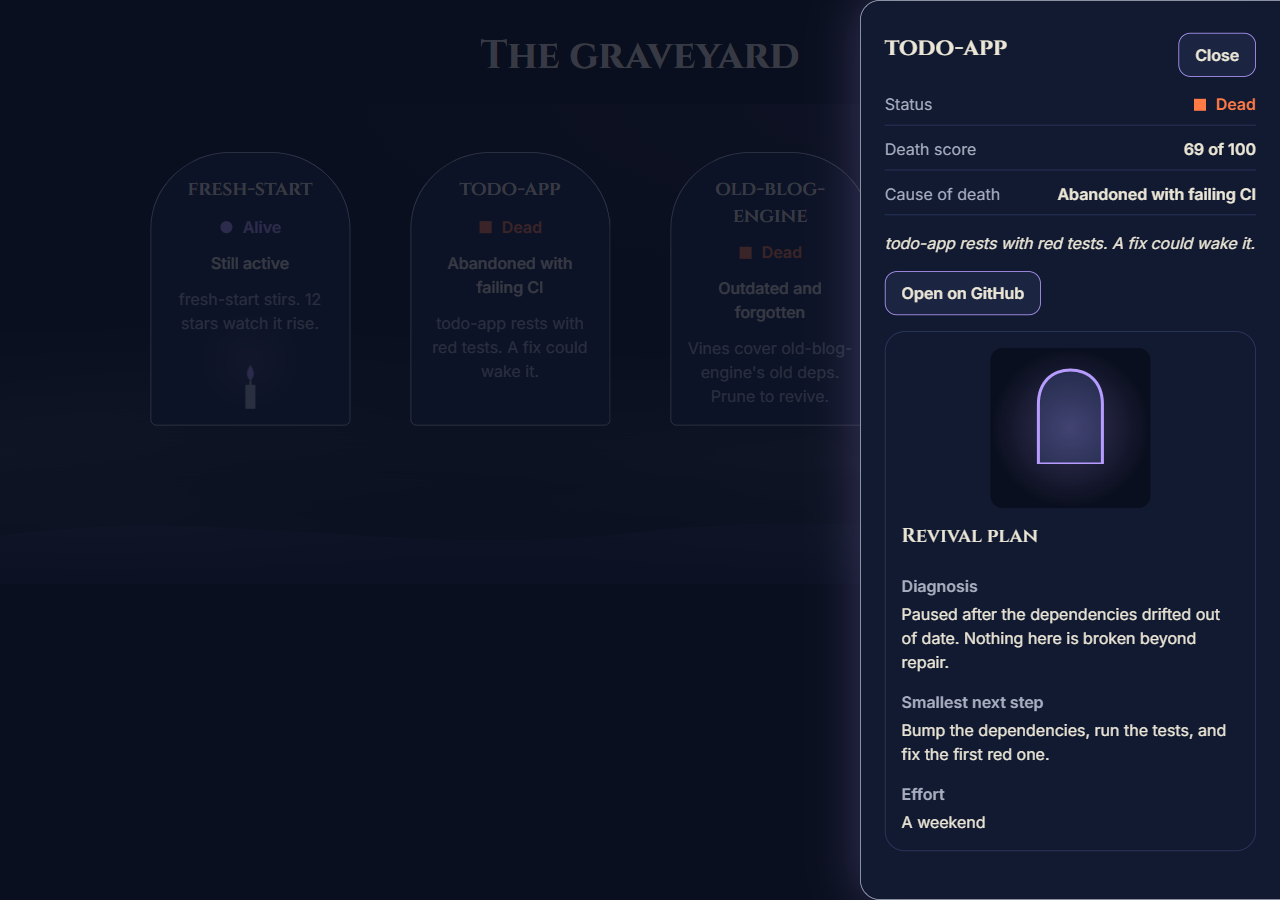 The graveyard
fresh-start
Alive
Still active
fresh-start stirs. 12
stars watch it rise.
todo-app
Dead
Abandoned with
failing CI
todo-app rests with
red tests. A fix could
wake it.
old-blog-
engine
Dead
Outdated and
forgotten
Vines cover old-blog-
engine's old deps.
Prune to revive.
todo-app
Close
Status
Dead
Death score
69 of 100
Cause of death
Abandoned with failing CI
todo-app rests with red tests. A fix could wake it.
Open on GitHub
Revival plan
Diagnosis
Paused after the dependencies drifted out
of date. Nothing here is broken beyond
repair.
Smallest next step
Bump the dependencies, run the tests, and
fix the first red one.
Effort
A weekend